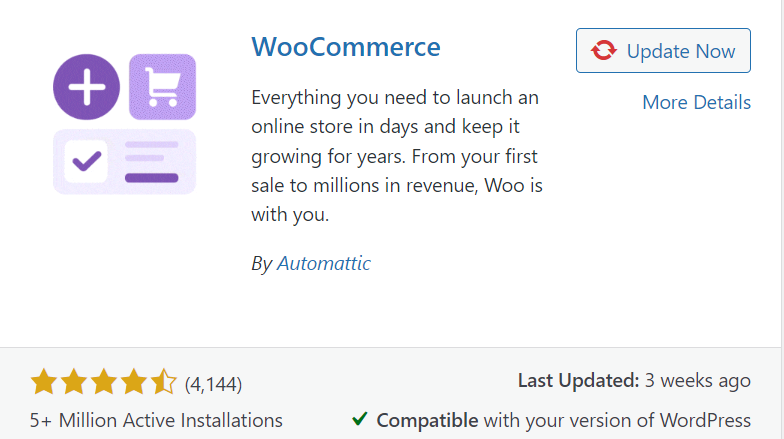 WooCommerce
Update Now
More Details
Everything you need to launch an
online store in days and keep it
growing for years. From your first
sale to millions in revenue, Woo is
with you.
By Automattic
(4,144)
Last Updated: 3 weeks ago
5+ Million Active Installations
Compatible with your version of WordPress